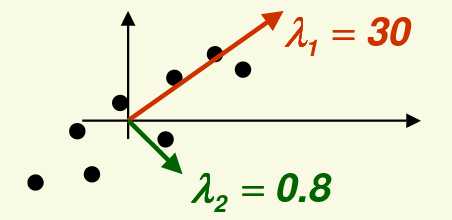 λ₁ = 30
λ₂ = 0.8